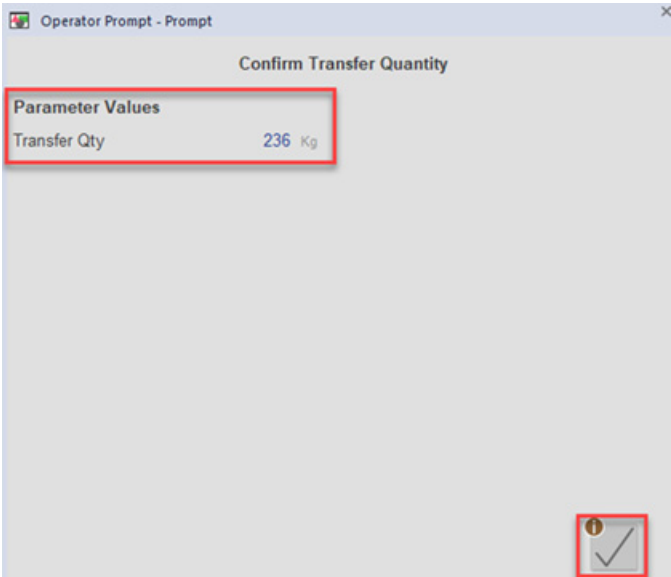 Operator Prompt - Prompt
Confirm Transfer Quantity
Parameter Values
Transfer Qty 236 Kg